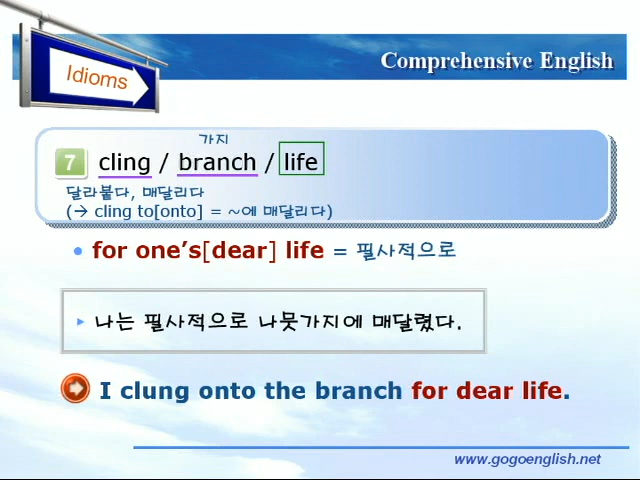 Comprehensive English
Idioms
가지
7 cling / branch / life
달라붙다, 매달리다
(→ cling to[onto] = ~에 매달리다)
• for one's[dear] life = 필사적으로
▸ 나는 필사적으로 나뭇가지에 매달렸다.
I clung onto the branch for dear life.
www.gogoenglish.net